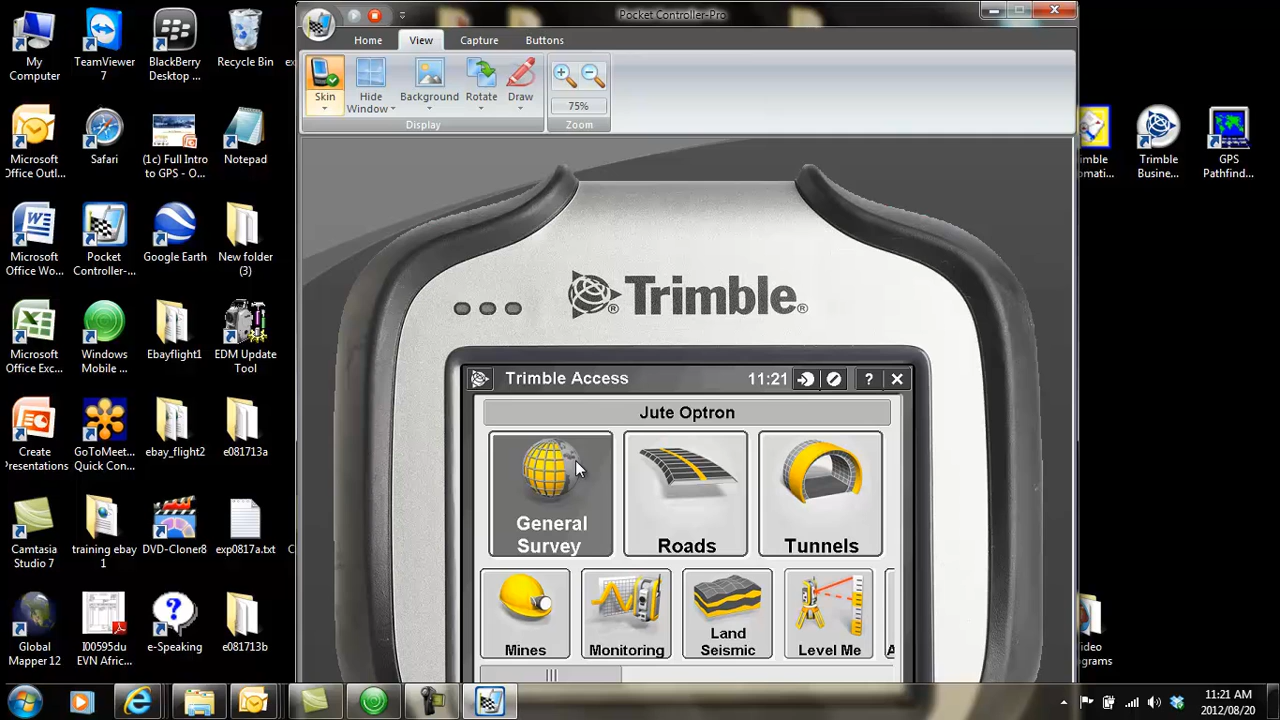 Pocket Controller-Pro
Home
View
Capture
Buttons
Skin
Hide
Window
Background
Rotate
Draw
75%
Display
Zoom
My
Computer
TeamViewer
7
BlackBerry
Desktop ...
Recycle Bin
Microsoft
Office Outl...
Safari
(1c) Full Intro
to GPS - O...
Notepad
Microsoft
Office Wo...
Pocket
Controller-...
Google Earth
New folder
(3)
Microsoft
Office Exc...
Windows
Mobile ...
Ebayflight1
EDM Update
Tool
Create
Presentations
GoToMeet...
Quick Con...
ebay_flight2
e081713a
Camtasia
Studio 7
training ebay
1
DVD-Cloner8
exp0817a.txt
Global
Mapper 12
I00595du
EVN Afric...
e-Speaking
e081713b
Trimble
Busine...
GPS
Pathfind...
Trimble
Trimble Access
11:21
Jute Optron
General
Survey
Roads
Tunnels
Mines
Monitoring
Land
Seismic
Level Me
11:21 AM
2012/08/20